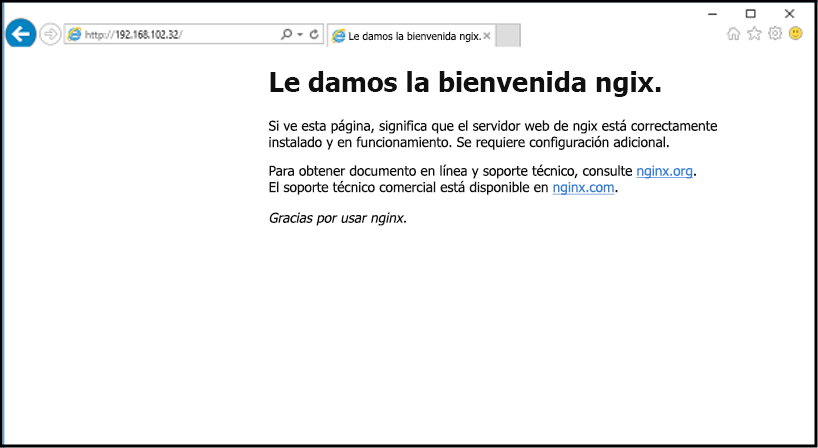 http://192.168.102.32/
Le damos la bienvenida ngix.
Le damos la bienvenida ngix.
Si ve esta página, significa que el servidor web de ngix está correctamente
instalado y en funcionamiento. Se requiere configuración adicional.
Para obtener documento en línea y soporte técnico, consulte nginx.org.
El soporte técnico comercial está disponible en nginx.com.
Gracias por usar nginx.